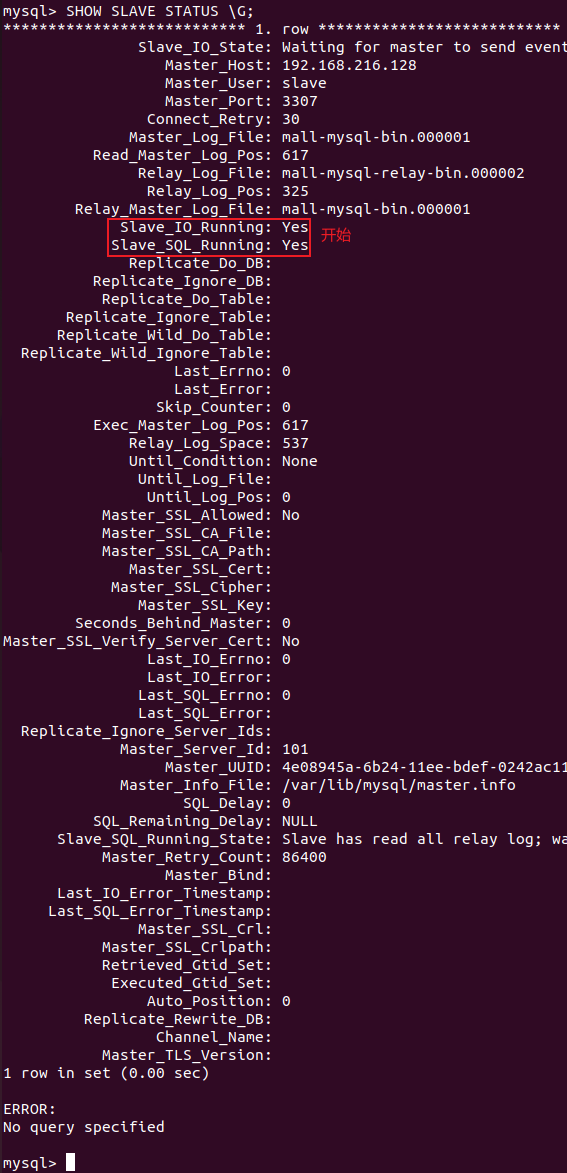 mysql> SHOW SLAVE STATUS \G;
*************************** 1. row ***************************
Slave_IO_State: Waiting for master to send event
Master_Host: 192.168.216.128
Master_User: slave
Master_Port: 3307
Connect_Retry: 30
Master_Log_File: mall-mysql-bin.000001
Read_Master_Log_Pos: 617
Relay_Log_File: mall-mysql-relay-bin.000002
Relay_Log_Pos: 325
Relay_Master_Log_File: mall-mysql-bin.000001
Slave_IO_Running: Yes
开始
Slave_SQL_Running: Yes
Replicate_Do_DB:
Replicate_Ignore_DB:
Replicate_Do_Table:
Replicate_Ignore_Table:
Replicate_Wild_Do_Table:
Replicate_Wild_Ignore_Table:
Last_Errno: 0
Last_Error:
Skip_Counter: 0
Exec_Master_Log_Pos: 617
Relay_Log_Space: 537
Until_Condition: None
Until_Log_File:
Until_Log_Pos: 0
Master_SSL_Allowed: No
Master_SSL_CA_File:
Master_SSL_CA_Path:
Master_SSL_Cert:
Master_SSL_Cipher:
Master_SSL_Key:
Seconds_Behind_Master: 0
Master_SSL_Verify_Server_Cert: No
Last_IO_Errno: 0
Last_IO_Error:
Last_SQL_Errno: 0
Last_SQL_Error:
Replicate_Ignore_Server_Ids:
Master_Server_Id: 101
Master_UUID: 4e08945a-6b24-11ee-bdef-0242ac11
Master_Info_File: /var/lib/mysql/master.info
SQL_Delay: 0
SQL_Remaining_Delay: NULL
Slave_SQL_Running_State: Slave has read all relay log; wa
Master_Retry_Count: 86400
Master_Bind:
Last_IO_Error_Timestamp:
Last_SQL_Error_Timestamp:
Master_SSL_Crl:
Master_SSL_Crlpath:
Retrieved_Gtid_Set:
Executed_Gtid_Set:
Auto_Position: 0
Replicate_Rewrite_DB:
Channel_Name:
Master_TLS_Version:
1 row in set (0.00 sec)
ERROR:
No query specified
mysql>